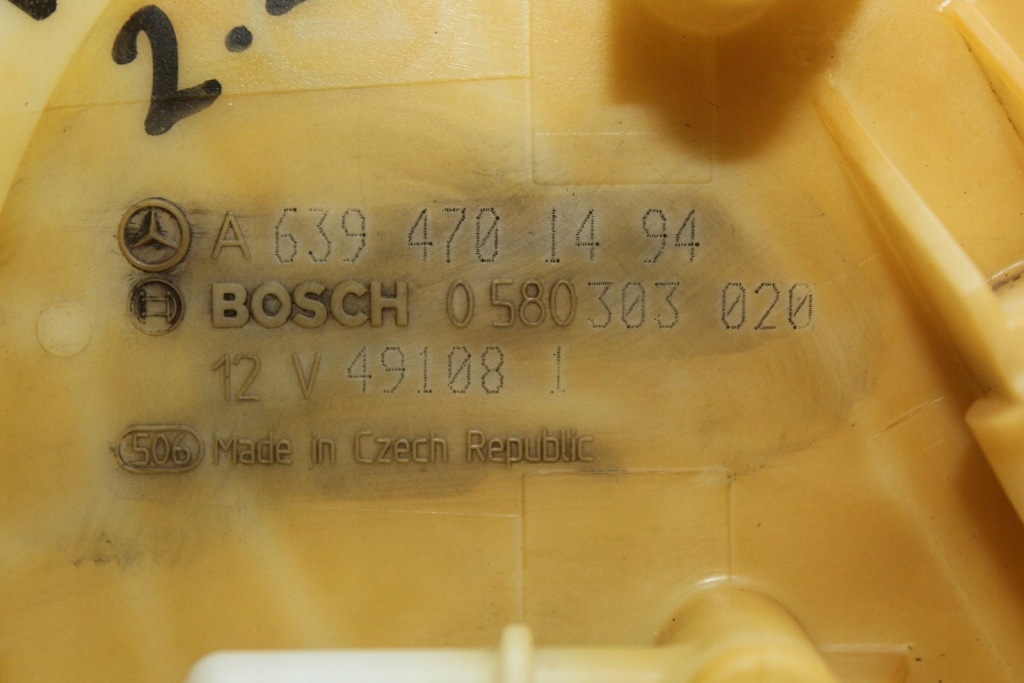 2.
A 639 470 14 94
BOSCH 0 580 303 020
12 V 49108 1
506 Made in Czech Republic